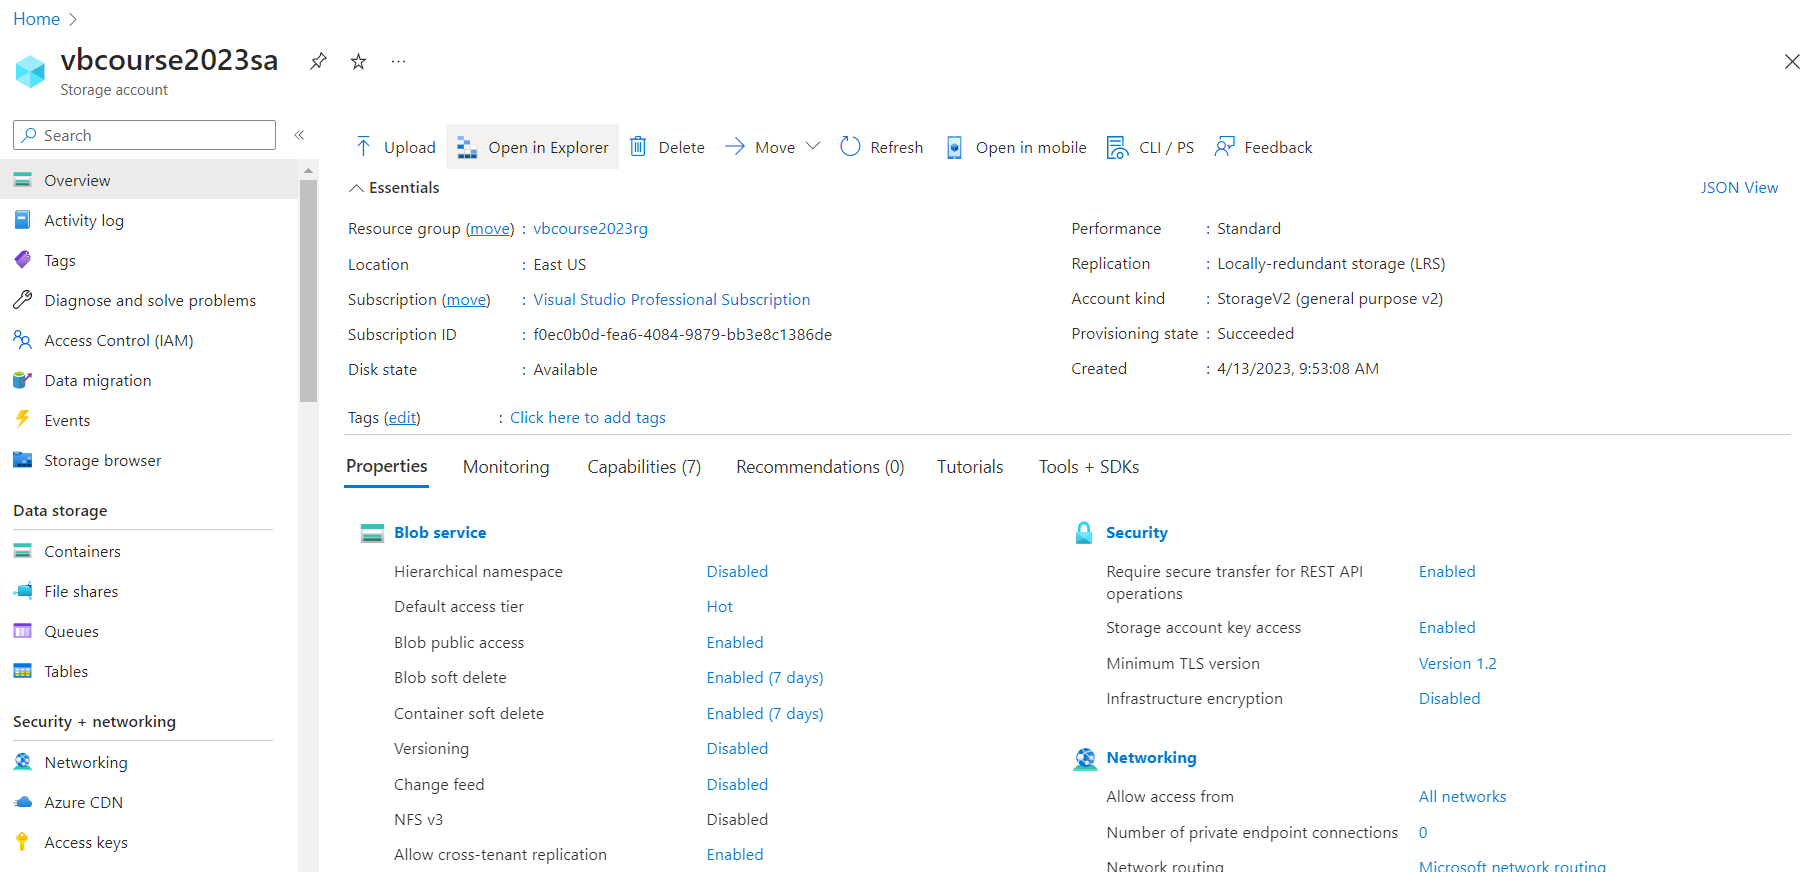 Home
vbcourse2023sa
Storage account
Search
Overview
Activity log
Tags
Diagnose and solve problems
Access Control (IAM)
Data migration
Events
Storage browser
Data storage
Containers
File shares
Queues
Tables
Security + networking
Networking
Azure CDN
Access keys
Upload Open in Explorer Delete Move Refresh Open in mobile CLI / PS Feedback
Essentials JSON View
Resource group (move) : vbcourse2023rg
Location : East US
Subscription (move) : Visual Studio Professional Subscription
Subscription ID : f0ec0b0d-fea6-4084-9879-bb3e8c1386de
Disk state : Available
Performance : Standard
Replication : Locally-redundant storage (LRS)
Account kind : StorageV2 (general purpose v2)
Provisioning state : Succeeded
Created : 4/13/2023, 9:53:08 AM
Tags (edit) : Click here to add tags
Properties Monitoring Capabilities (7) Recommendations (0) Tutorials Tools + SDKs
Blob service
Hierarchical namespace Disabled
Default access tier Hot
Blob public access Enabled
Blob soft delete Enabled (7 days)
Container soft delete Enabled (7 days)
Versioning Disabled
Change feed Disabled
NFS v3 Disabled
Allow cross-tenant replication Enabled
Security
Require secure transfer for REST API Enabled
operations
Storage account key access Enabled
Minimum TLS version Version 1.2
Infrastructure encryption Disabled
Networking
Allow access from All networks
Number of private endpoint connections 0
Network routing Microsoft network routing